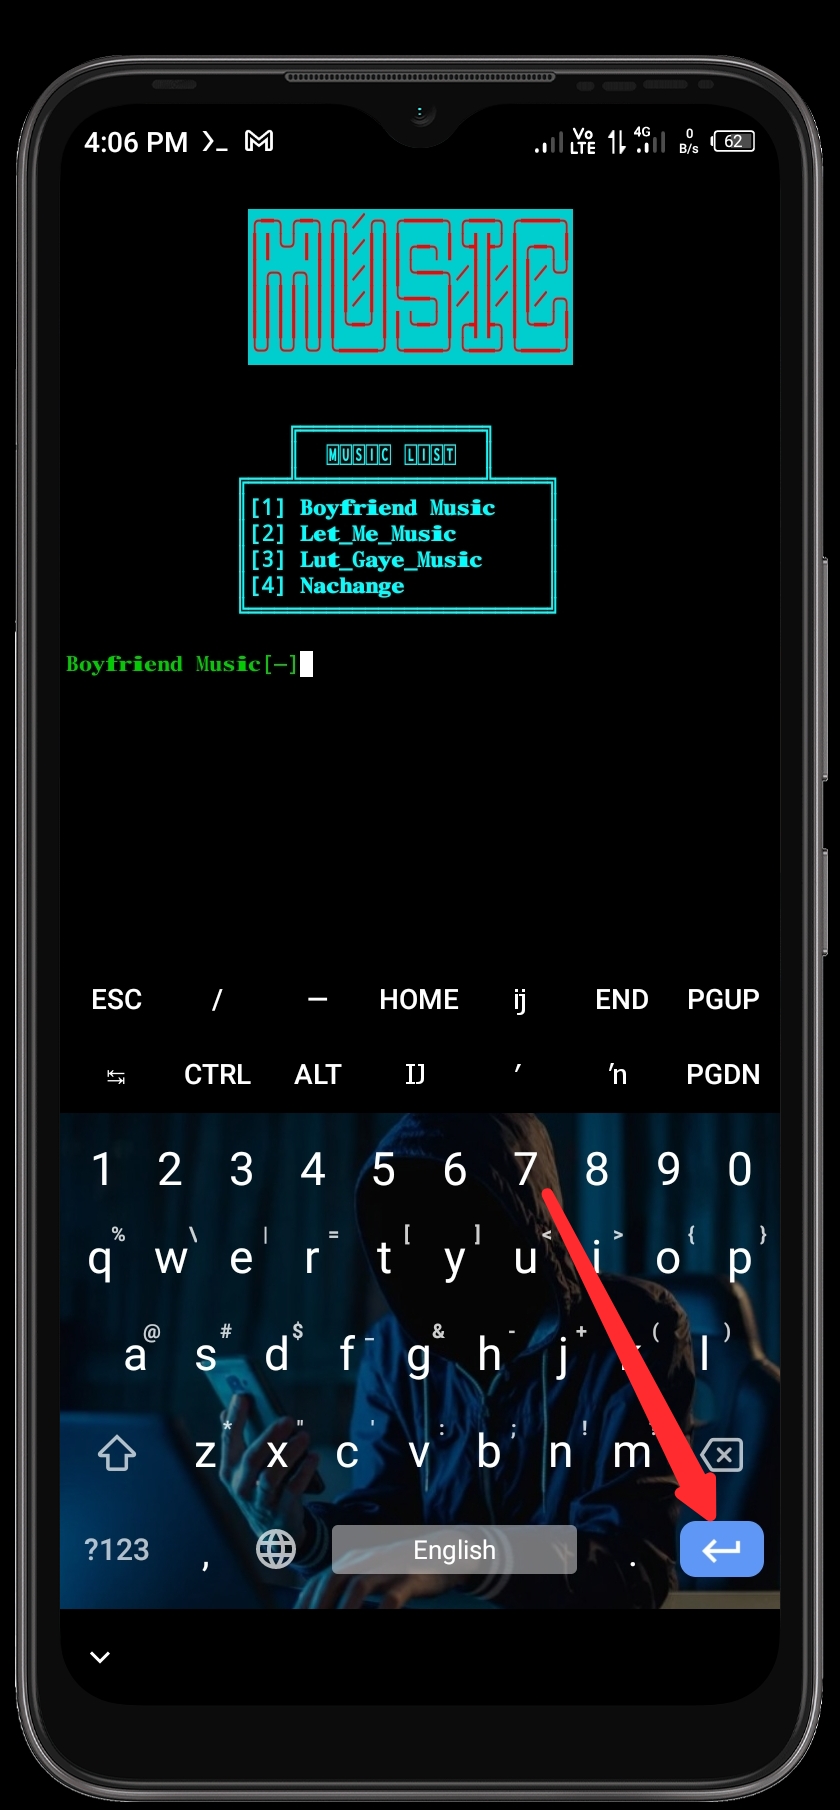 4:06 PM Vo LTE 4G 0 B/s 62
MUSIC
MUSIC LIST
[1] Boyfriend Music
[2] Let_Me_Music
[3] Lut_Gaye_Music
[4] Nachange
Boyfriend Music[—]
ESC / — HOME ij END PGUP
↹ CTRL ALT IJ ʼ ŉ PGDN
1 2 3 4 5 6 7 8 9 0
% \ | = [ ] < > { }
q w e r t y u i o p
@ # $ _ & - + ( )
a s d f g h j l
* " ' : ; !
z x c v b n m
?123 , English .